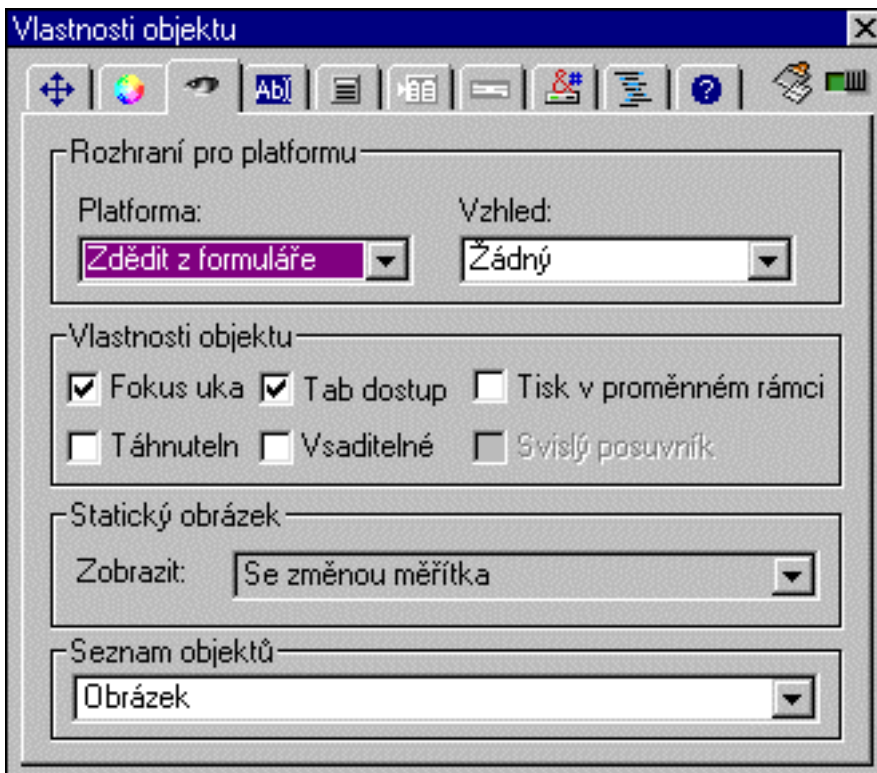 Vlastnosti objektu
Ab
&#
?
Rozhraní pro platformu
Platforma: Vzhled:
Zdědit z formuláře Žádný
Vlastnosti objektu
Fokus uka Tab dostup Tisk v proměnném rámci
Táhnuteln Vsaditelné Svislý posuvník
Statický obrázek
Zobrazit: Se změnou měřítka
Seznam objektů
Obrázek